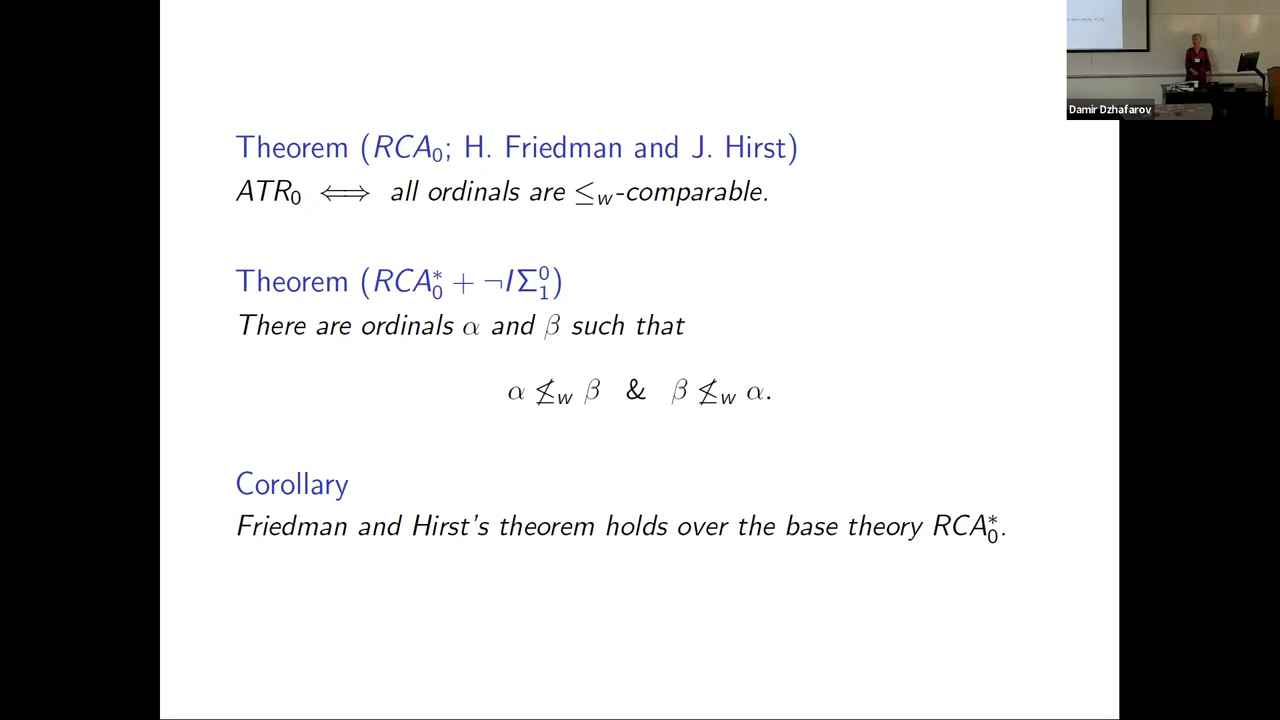 Theorem (RCA₀; H. Friedman and J. Hirst)
ATR₀ ⟺ all ordinals are ≤_w-comparable.
Theorem (RCA₀* + ¬IΣ₁⁰)
There are ordinals α and β such that
α ≰_w β & β ≰_w α.
Corollary
Friedman and Hirst's theorem holds over the base theory RCA₀*.
Damir Dzhafarov